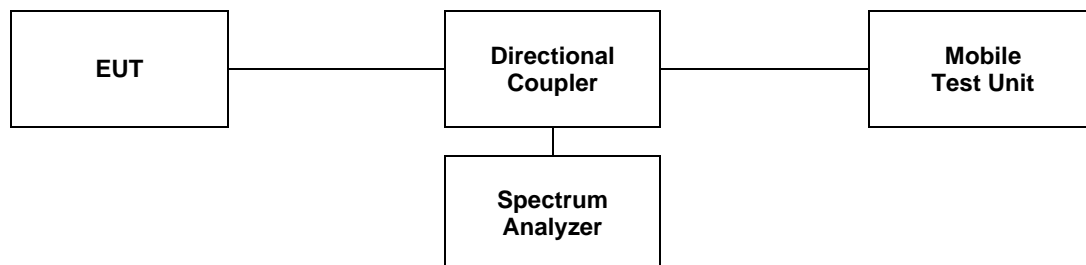 EUT
Directional
Coupler
Mobile
Test Unit
Spectrum
Analyzer